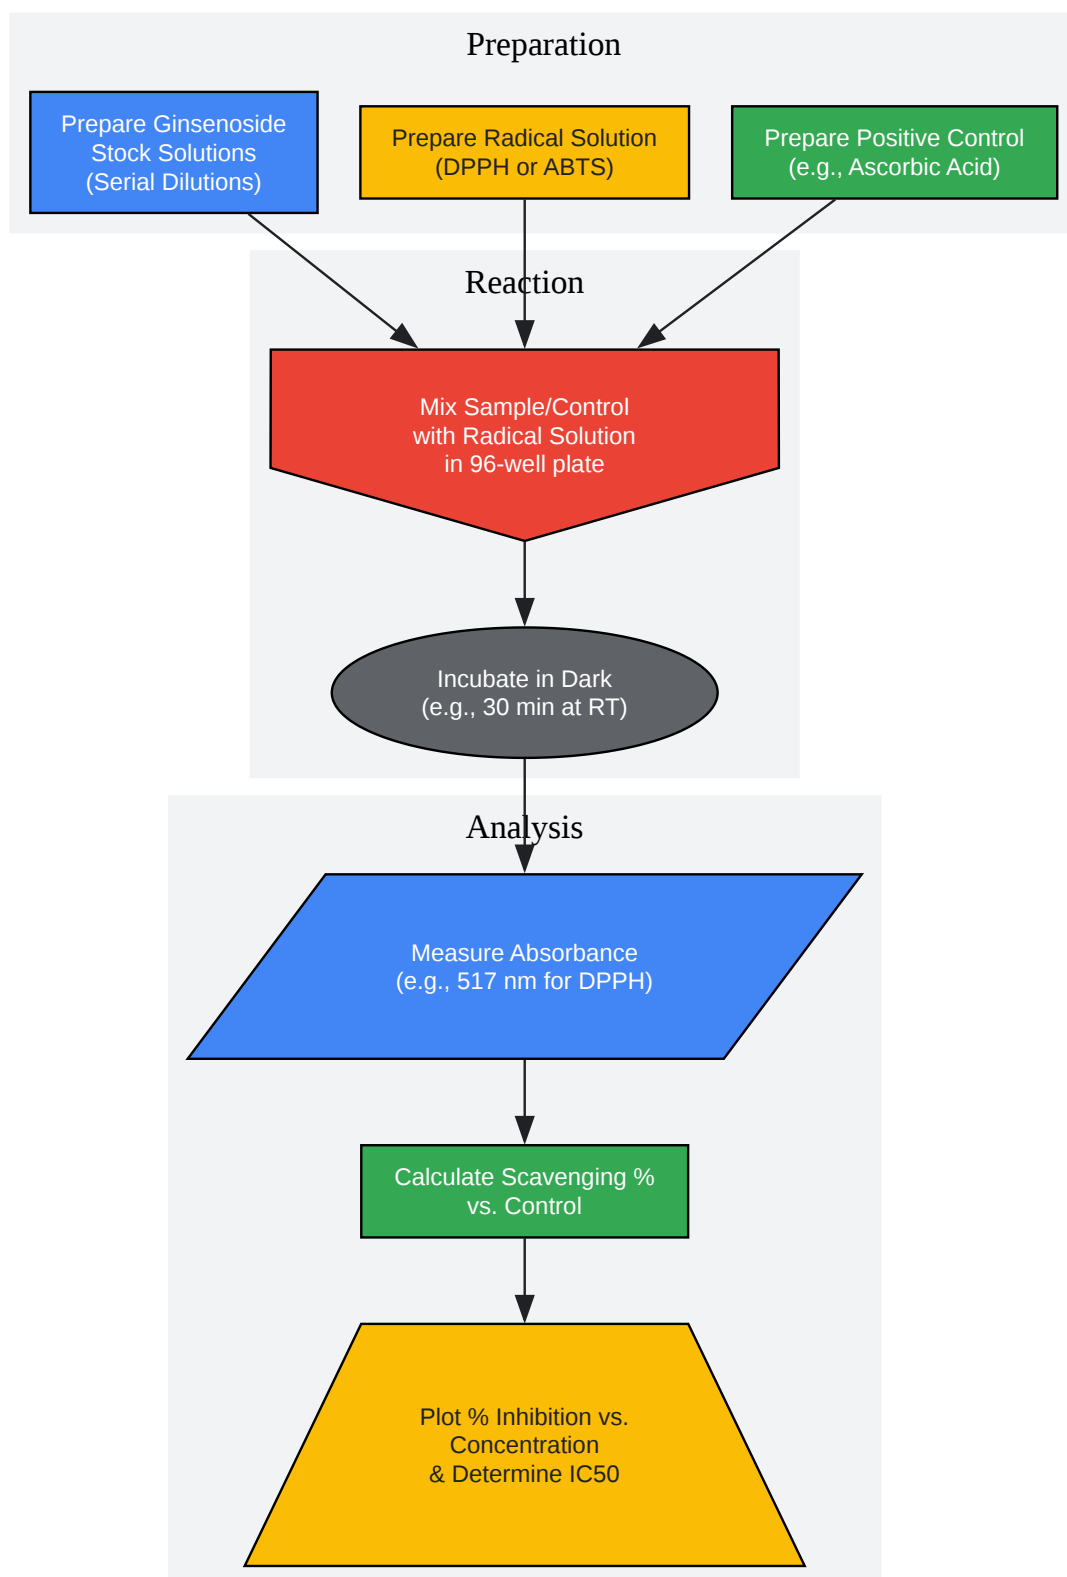 Preparation
Prepare Ginsenoside
Stock Solutions
(Serial Dilutions)
Prepare Radical Solution
(DPPH or ABTS)
Prepare Positive Control
(e.g., Ascorbic Acid)
Reaction
Mix Sample/Control
with Radical Solution
in 96-well plate
Incubate in Dark
(e.g., 30 min at RT)
Analysis
Measure Absorbance
(e.g., 517 nm for DPPH)
Calculate Scavenging %
vs. Control
Plot % Inhibition vs.
Concentration
& Determine IC50